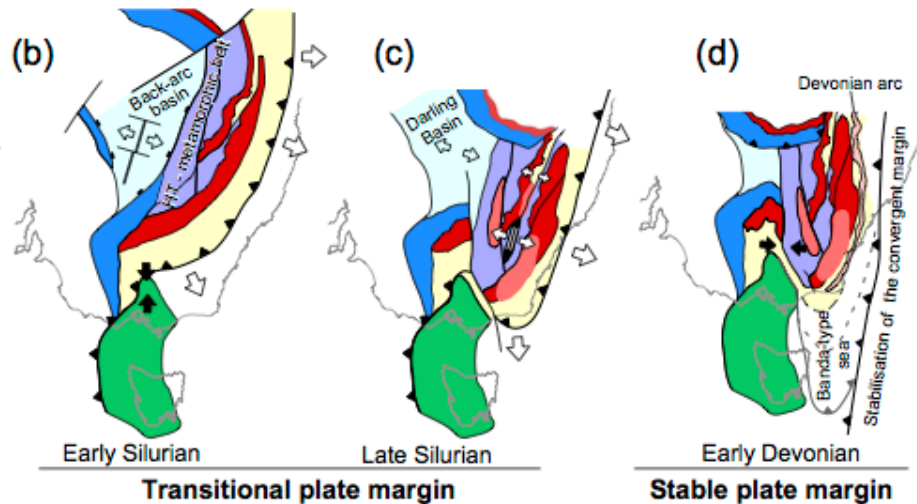 (b)
Back-arc
basin
HT - metamorphic belt
Early Silurian
(c)
Darling
Basin
Late Silurian
Transitional plate margin
(d)
Devonian arc
Banda-type
sea
Stabilisation of the convergent margin
Early Devonian
Stable plate margin